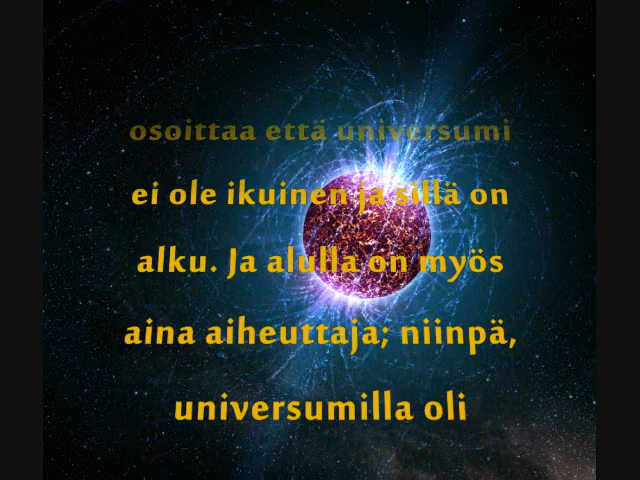 osoittaa että universumi
ei ole ikuinen ja sillä on
alku. Ja alulla on myös
aina aiheuttaja; niinpä,
universumilla oli